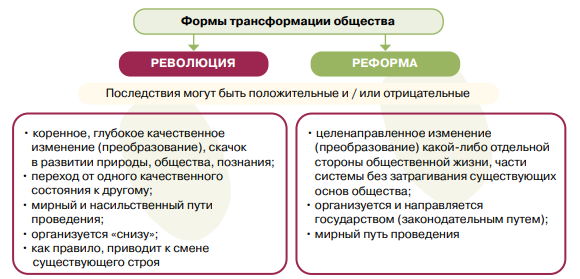 Формы трансформации общества
РЕВОЛЮЦИЯ
РЕФОРМА
Последствия могут быть положительные и / или отрицательные
• коренное, глубокое качественное
изменение (преобразование), скачок
в развитии природы, общества, познания;
• переход от одного качественного
состояния к другому;
• мирный и насильственный пути
проведения;
• организуется «снизу»;
• как правило, приводит к смене
существующего строя
• целенаправленное изменение
(преобразование) какой-либо отдельной
стороны общественной жизни, части
системы без затрагивания существующих
основ общества;
• организуется и направляется
государством (законодательным путем);
• мирный путь проведения